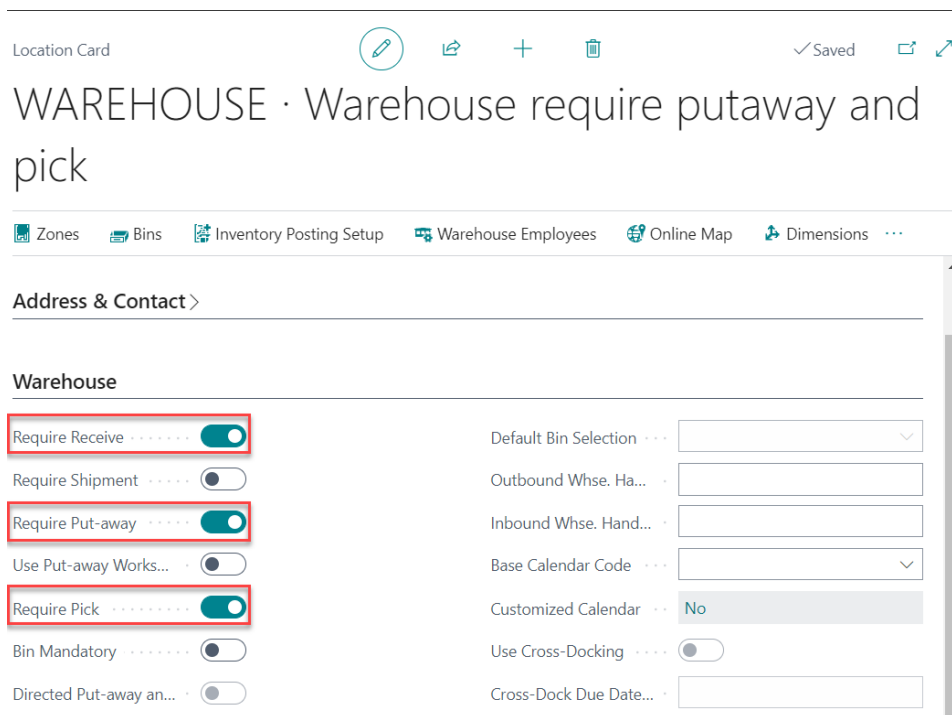 Location Card
Saved
WAREHOUSE · Warehouse require putaway and
pick
Zones Bins Inventory Posting Setup Warehouse Employees Online Map Dimensions ...
Address & Contact
Warehouse
Require Receive
Default Bin Selection
Require Shipment
Outbound Whse. Ha...
Require Put-away
Inbound Whse. Hand...
Use Put-away Works...
Base Calendar Code
Require Pick
Customized Calendar No
Bin Mandatory
Use Cross-Docking
Directed Put-away an...
Cross-Dock Due Date...